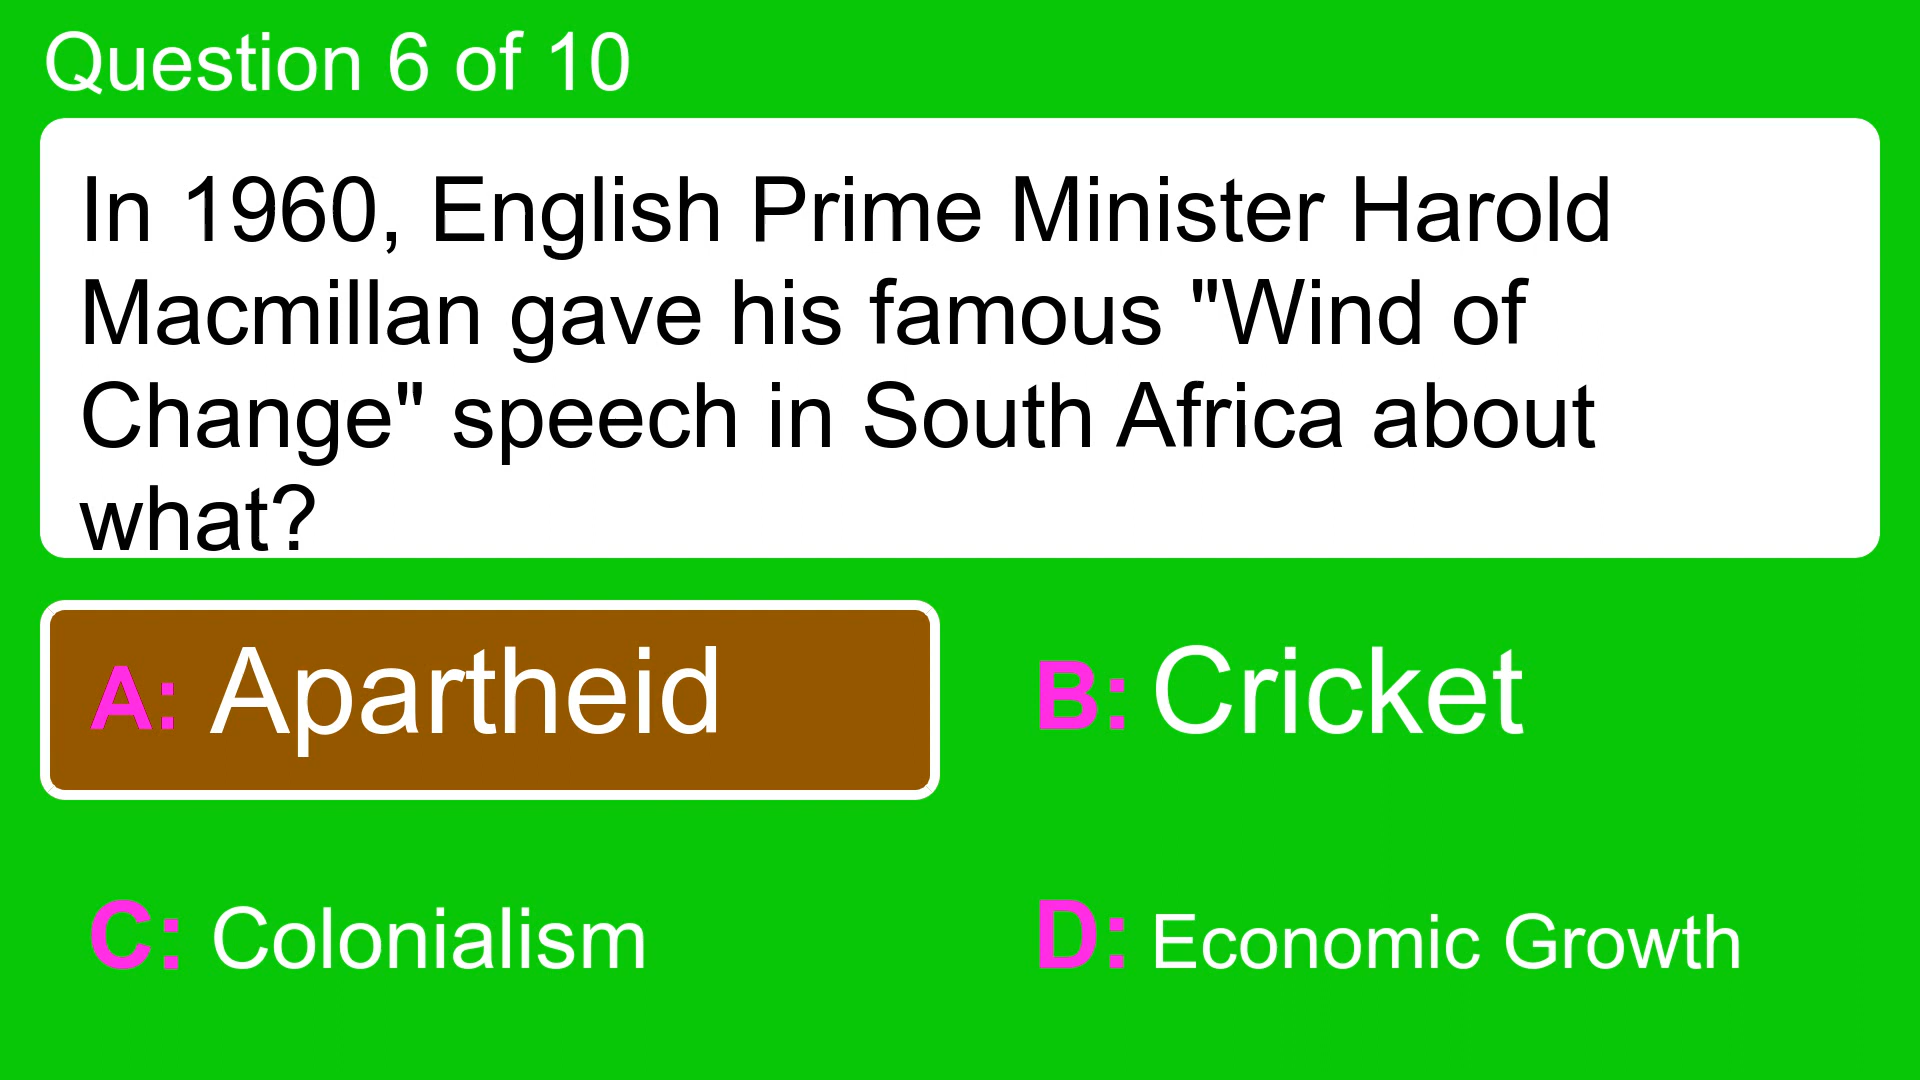 Question 6 of 10
In 1960, English Prime Minister Harold
Macmillan gave his famous "Wind of
Change" speech in South Africa about
what?
A: Apartheid
B: Cricket
C: Colonialism
D: Economic Growth